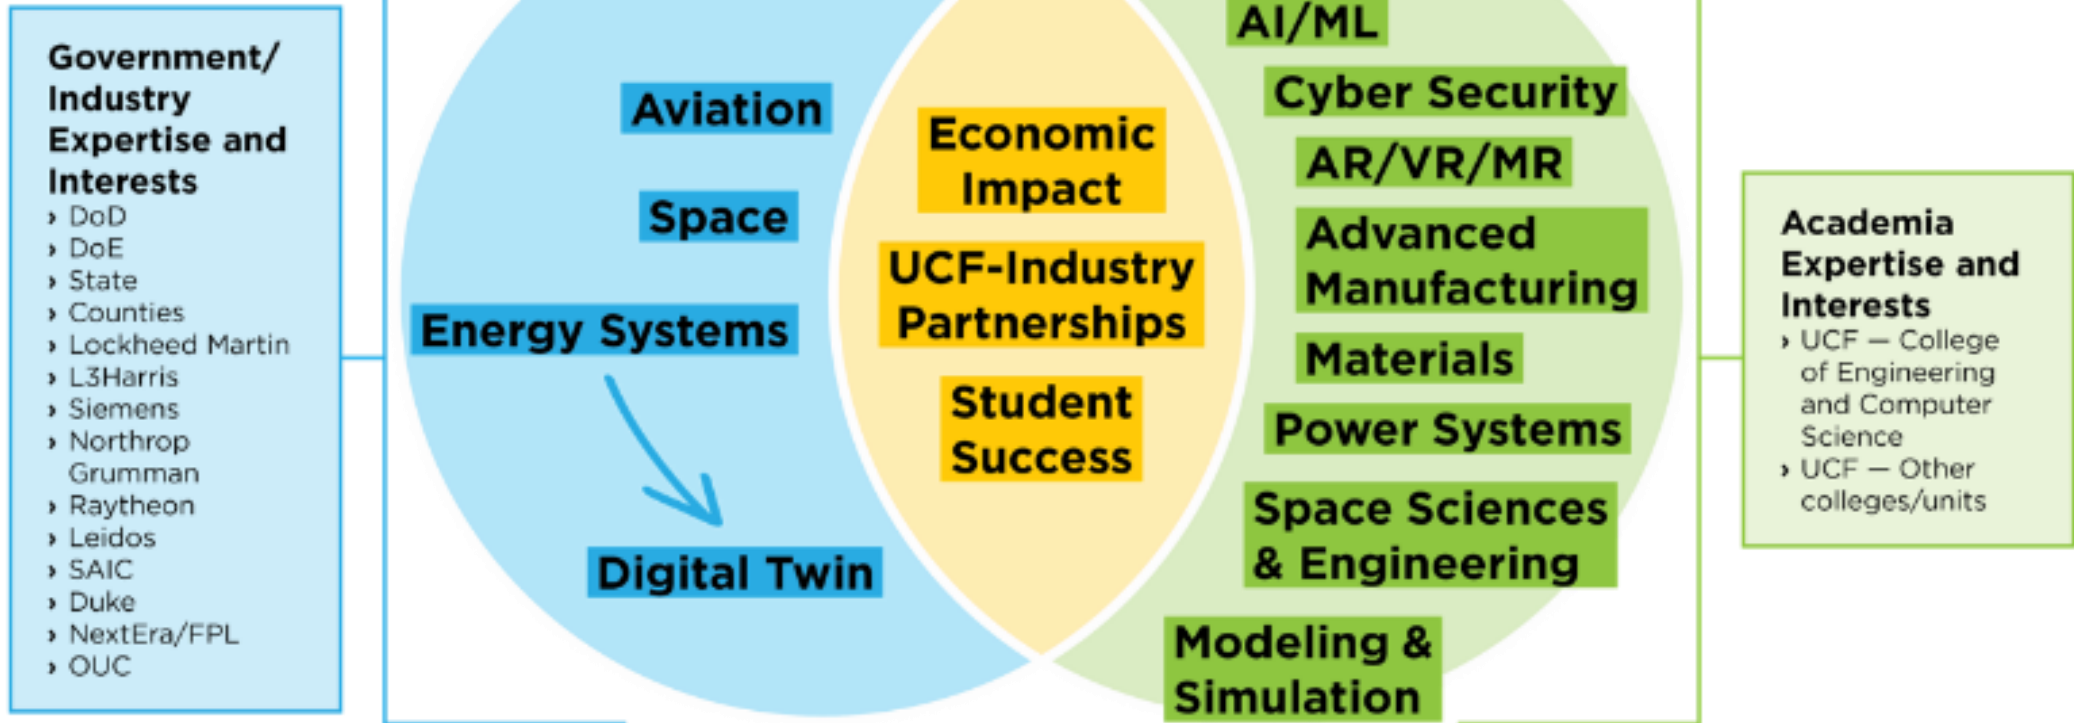 Government/
Industry
Expertise and
Interests
› DoD
› DoE
› State
› Counties
› Lockheed Martin
› L3Harris
› Siemens
› Northrop
Grumman
› Raytheon
› Leidos
› SAIC
› Duke
› NextEra/FPL
› OUC
Aviation
Space
Energy Systems
Digital Twin
Economic
Impact
UCF-Industry
Partnerships
Student
Success
AI/ML
Cyber Security
AR/VR/MR
Advanced
Manufacturing
Materials
Power Systems
Space Sciences
& Engineering
Modeling &
Simulation
Academia
Expertise and
Interests
› UCF — College
of Engineering
and Computer
Science
› UCF — Other
colleges/units